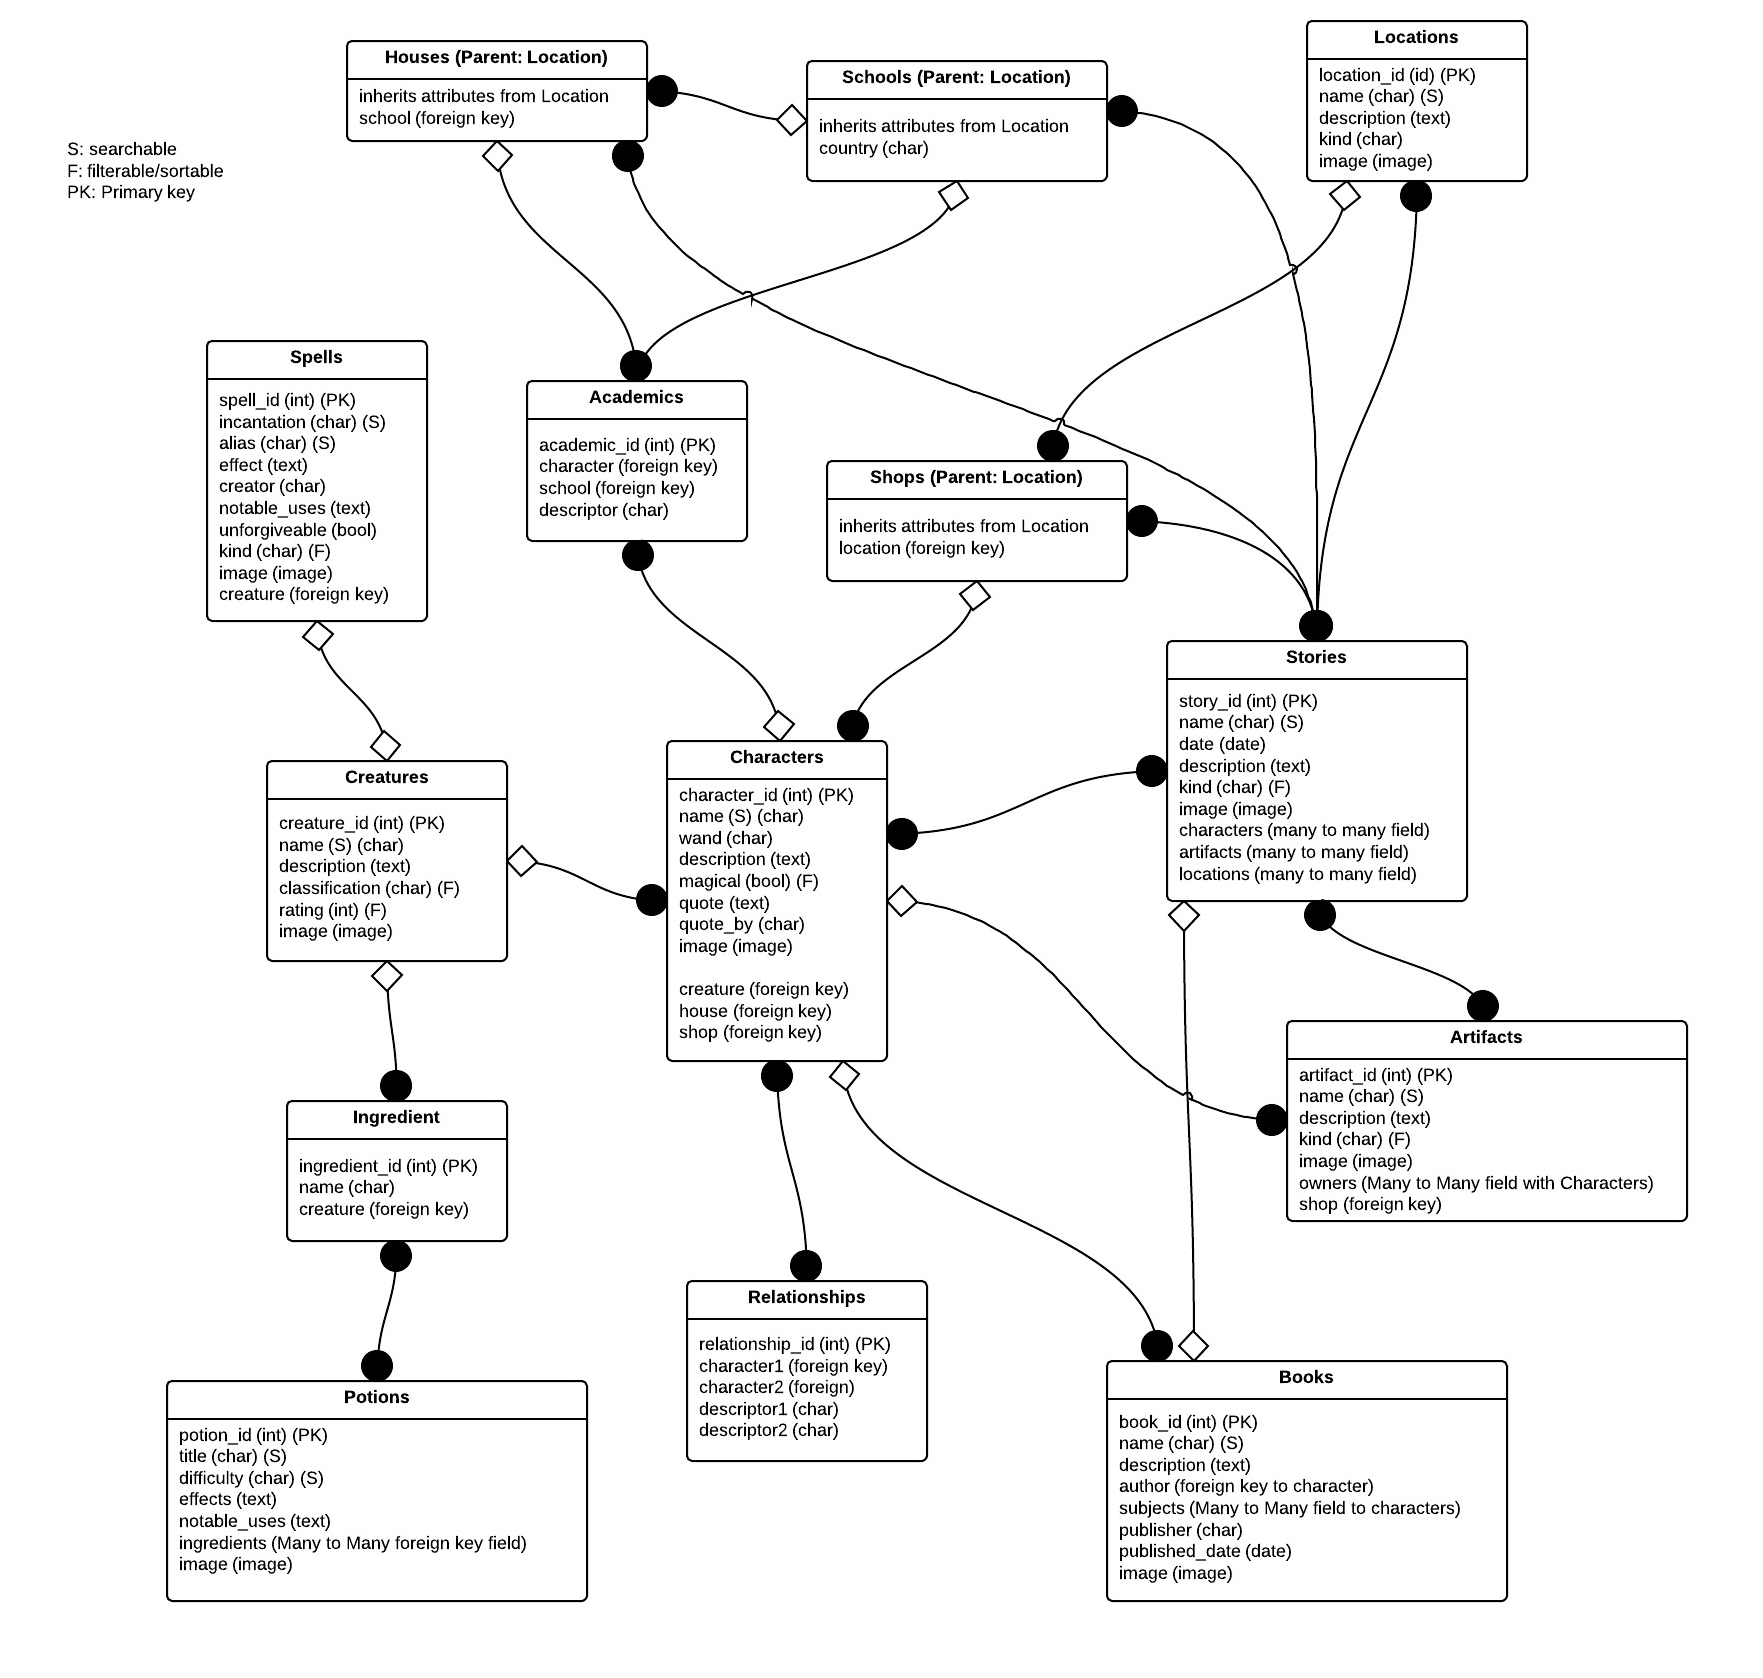 Houses (Parent: Location)
inherits attributes from Location
school (foreign key)
Schools (Parent: Location)
inherits attributes from Location
country (char)
Locations
location_id (id) (PK)
name (char) (S)
description (text)
kind (char)
image (image)
S: searchable
F: filterable/sortable
PK: Primary key
Spells
spell_id (int) (PK)
incantation (char) (S)
alias (char) (S)
effect (text)
creator (char)
notable_uses (text)
unforgiveable (bool)
kind (char) (F)
image (image)
creature (foreign key)
Academics
academic_id (int) (PK)
character (foreign key)
school (foreign key)
descriptor (char)
Shops (Parent: Location)
inherits attributes from Location
location (foreign key)
Stories
story_id (int) (PK)
name (char) (S)
date (date)
description (text)
kind (char) (F)
image (image)
characters (many to many field)
artifacts (many to many field)
locations (many to many field)
Creatures
creature_id (int) (PK)
name (S) (char)
description (text)
classification (char) (F)
rating (int) (F)
image (image)
Characters
character_id (int) (PK)
name (S) (char)
wand (char)
description (text)
magical (bool) (F)
quote (text)
quote_by (char)
image (image)
creature (foreign key)
house (foreign key)
shop (foreign key)
Artifacts
artifact_id (int) (PK)
name (char) (S)
description (text)
kind (char) (F)
image (image)
owners (Many to Many field with Characters)
shop (foreign key)
Ingredient
ingredient_id (int) (PK)
name (char)
creature (foreign key)
Relationships
relationship_id (int) (PK)
character1 (foreign key)
character2 (foreign)
descriptor1 (char)
descriptor2 (char)
Books
book_id (int) (PK)
name (char) (S)
description (text)
author (foreign key to character)
subjects (Many to Many field to characters)
publisher (char)
published_date (date)
image (image)
Potions
potion_id (int) (PK)
title (char) (S)
difficulty (char) (S)
effects (text)
notable_uses (text)
ingredients (Many to Many foreign key field)
image (image)